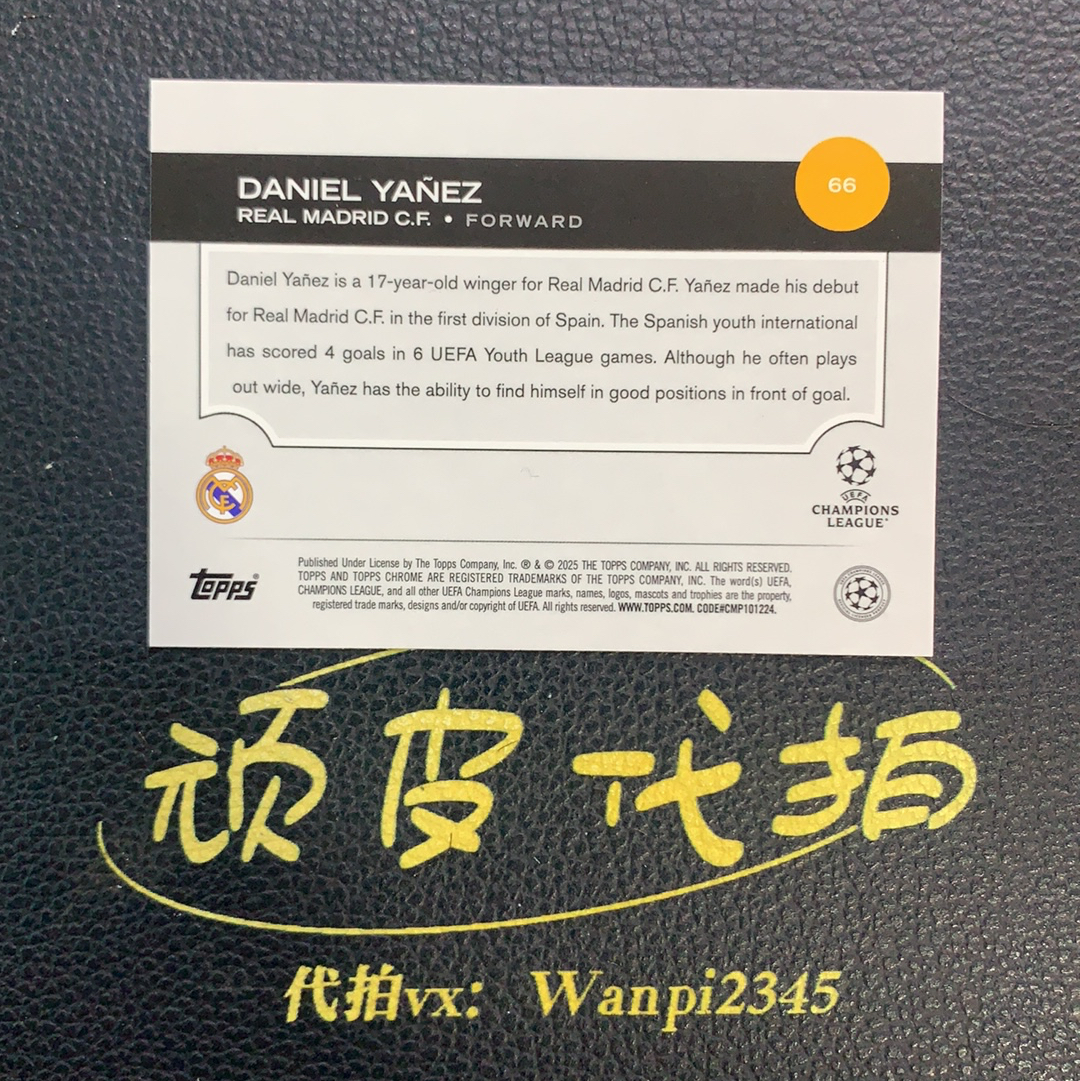 DANIEL YAÑEZ
REAL MADRID C.F. • FORWARD
66
Daniel Yañez is a 17-year-old winger for Real Madrid C.F. Yañez made his debut
for Real Madrid C.F. in the first division of Spain. The Spanish youth international
has scored 4 goals in 6 UEFA Youth League games. Although he often plays
out wide, Yañez has the ability to find himself in good positions in front of goal.
UEFA
CHAMPIONS
LEAGUE®
topps®
Published Under License by The Topps Company, Inc. ® & © 2025 THE TOPPS COMPANY, INC. ALL RIGHTS RESERVED.
TOPPS AND TOPPS CHROME ARE REGISTERED TRADEMARKS OF THE TOPPS COMPANY, INC. The word(s) UEFA,
CHAMPIONS LEAGUE, and all other UEFA Champions League marks, names, logos, mascots and trophies are the property,
registered trade marks, designs and/or copyright of UEFA. All rights reserved. WWW.TOPPS.COM. CODE#CMP101224.
顽皮代拍
代拍vx: Wanpi2345